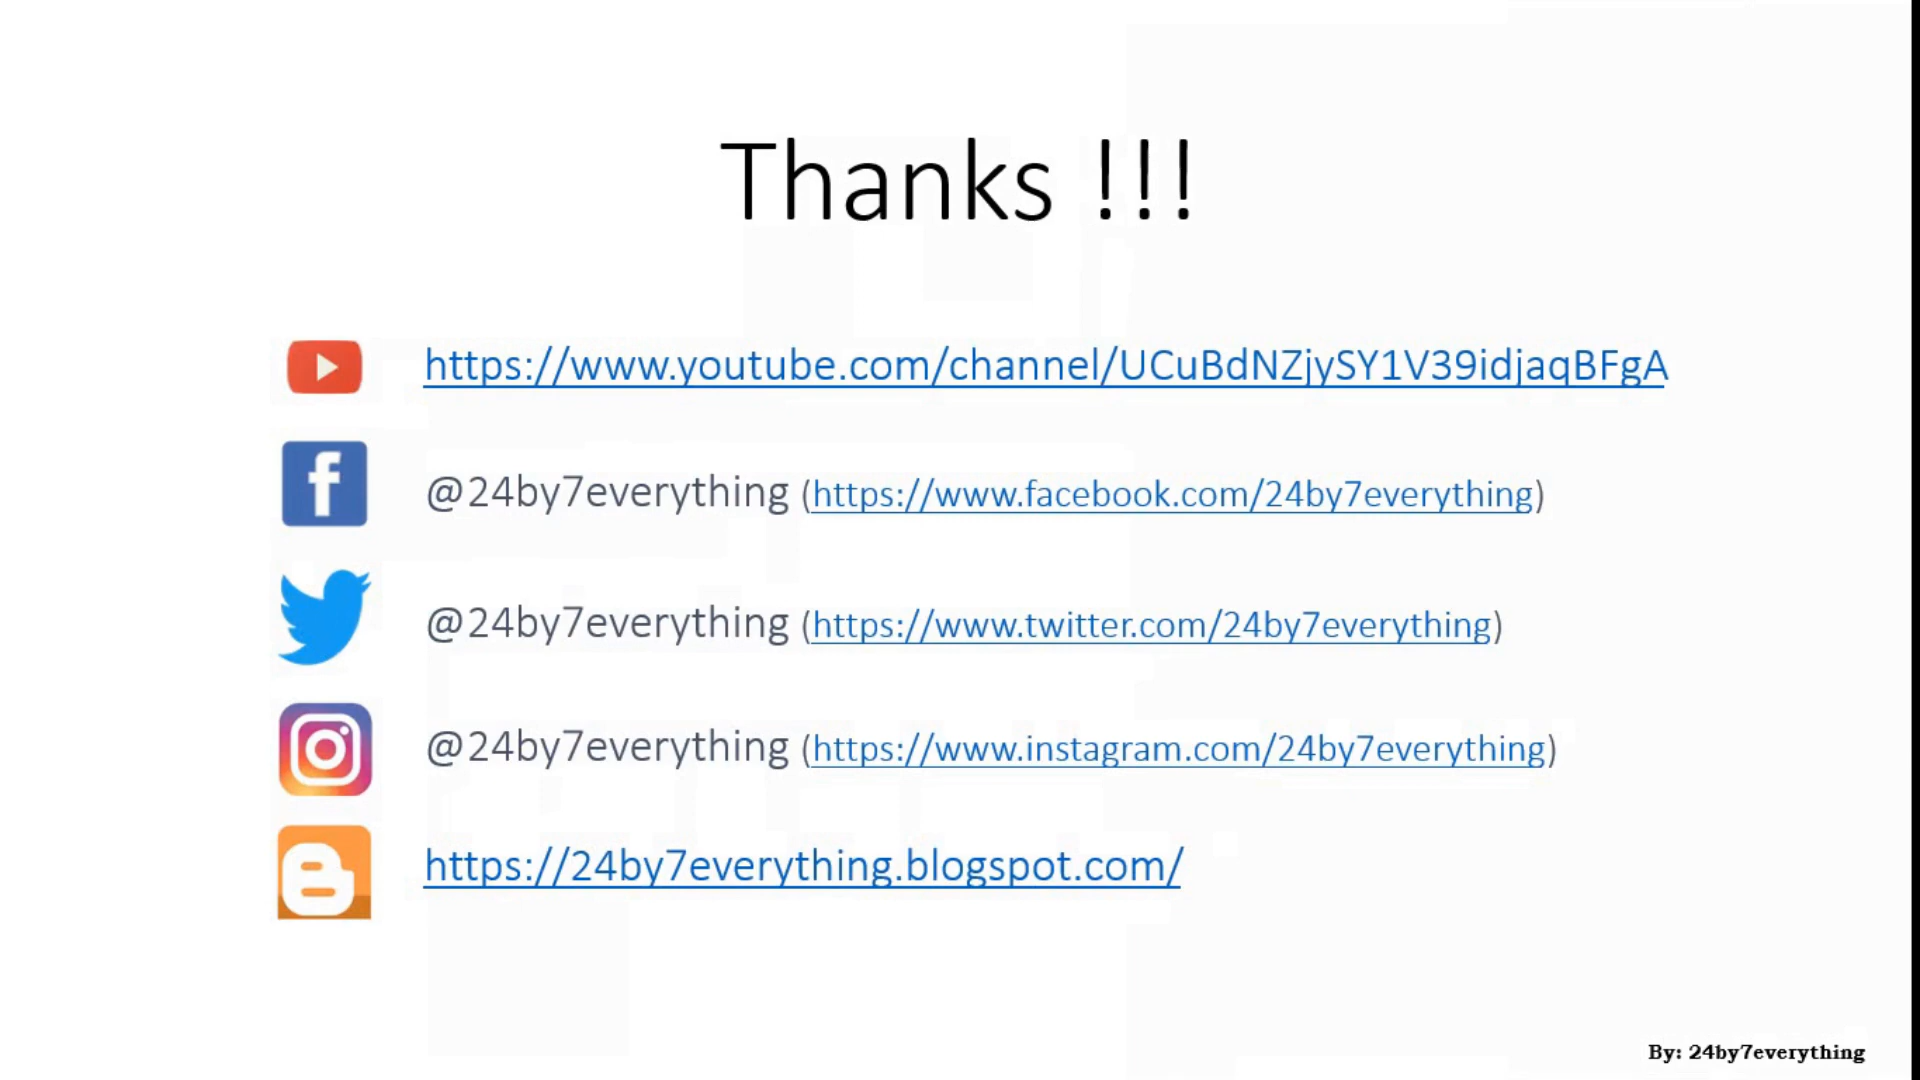 Thanks !!!
https://www.youtube.com/channel/UCuBdNZjySY1V39idjaqBFgA
@24by7everything (https://www.facebook.com/24by7everything)
@24by7everything (https://www.twitter.com/24by7everything)
@24by7everything (https://www.instagram.com/24by7everything)
https://24by7everything.blogspot.com/
By: 24by7everything